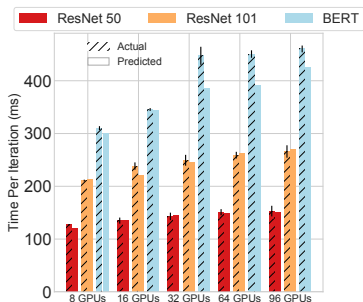 ResNet 50 ResNet 101 BERT
Actual
Predicted
Time Per Iteration (ms)
400
300
200
100
0
8 GPUs 16 GPUs 32 GPUs 64 GPUs 96 GPUs